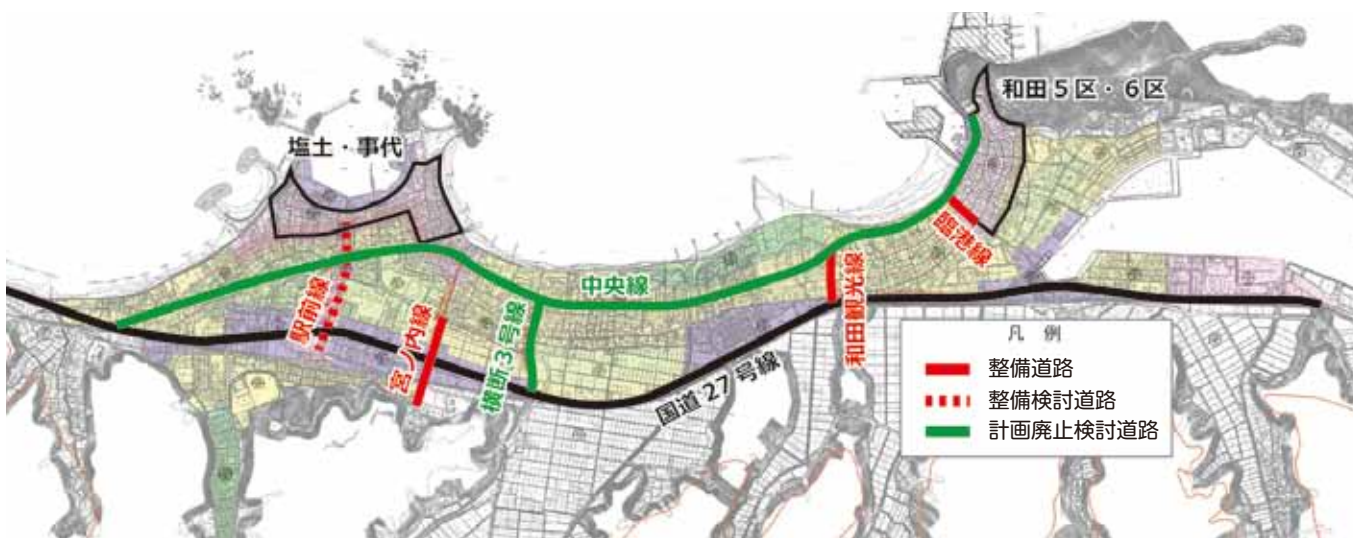 和田5区・6区
塩土・事代
臨港線
中央線
駅前線
宮ノ内線
横断3号線
和田観光線
国道27号線
凡 例
整備道路
整備検討道路
計画廃止検討道路